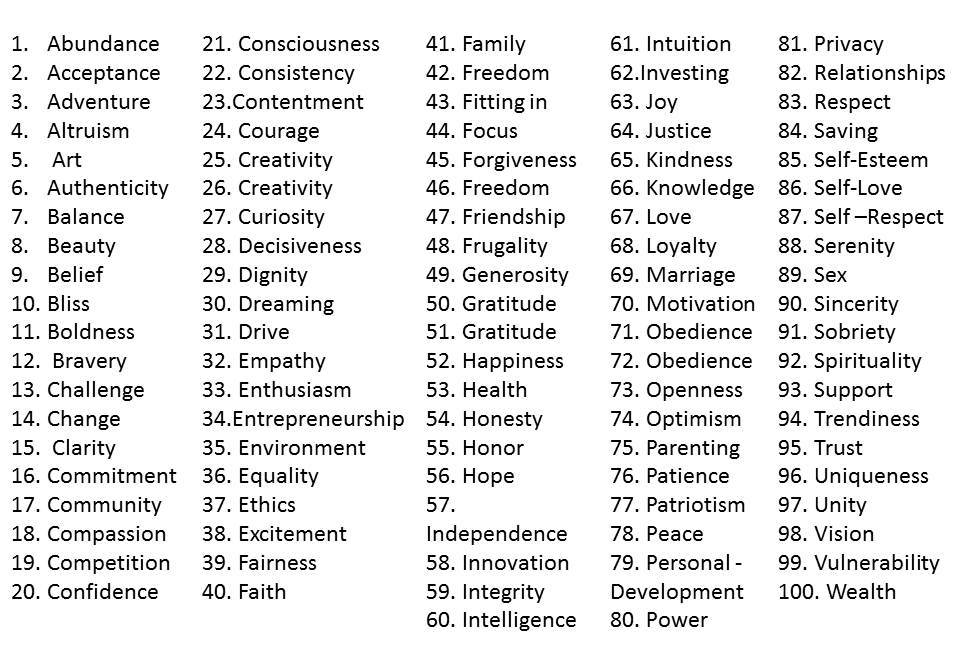 1. Abundance
2. Acceptance
3. Adventure
4. Altruism
5. Art
6. Authenticity
7. Balance
8. Beauty
9. Belief
10. Bliss
11. Boldness
12. Bravery
13. Challenge
14. Change
15. Clarity
16. Commitment
17. Community
18. Compassion
19. Competition
20. Confidence
21. Consciousness
22. Consistency
23.Contentment
24. Courage
25. Creativity
26. Creativity
27. Curiosity
28. Decisiveness
29. Dignity
30. Dreaming
31. Drive
32. Empathy
33. Enthusiasm
34.Entrepreneurship
35. Environment
36. Equality
37. Ethics
38. Excitement
39. Fairness
40. Faith
41. Family
42. Freedom
43. Fitting in
44. Focus
45. Forgiveness
46. Freedom
47. Friendship
48. Frugality
49. Generosity
50. Gratitude
51. Gratitude
52. Happiness
53. Health
54. Honesty
55. Honor
56. Hope
57.
Independence
58. Innovation
59. Integrity
60. Intelligence
61. Intuition
62.Investing
63. Joy
64. Justice
65. Kindness
66. Knowledge
67. Love
68. Loyalty
69. Marriage
70. Motivation
71. Obedience
72. Obedience
73. Openness
74. Optimism
75. Parenting
76. Patience
77. Patriotism
78. Peace
79. Personal -
Development
80. Power
81. Privacy
82. Relationships
83. Respect
84. Saving
85. Self-Esteem
86. Self-Love
87. Self –Respect
88. Serenity
89. Sex
90. Sincerity
91. Sobriety
92. Spirituality
93. Support
94. Trendiness
95. Trust
96. Uniqueness
97. Unity
98. Vision
99. Vulnerability
100. Wealth